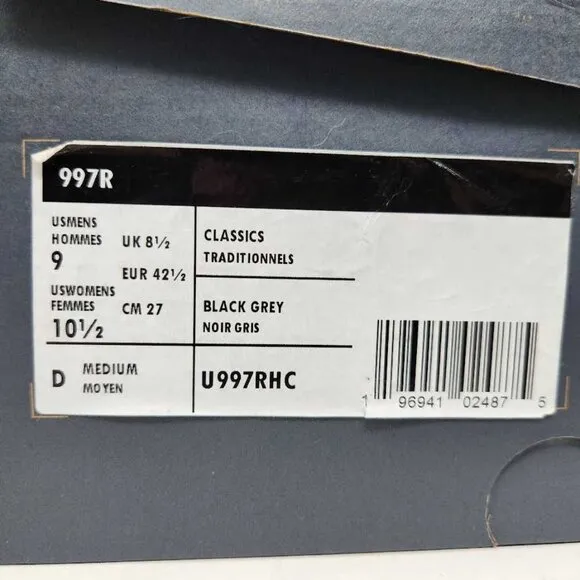 997R
USMENS
HOMMES
9
USWOMENS
FEMMES
10½
UK 8½
EUR 42½
CM 27
CLASSICS
TRADITIONNELS
BLACK GREY
NOIR GRIS
D
MEDIUM
MOYEN
U997RHC
1 96941 02487 5